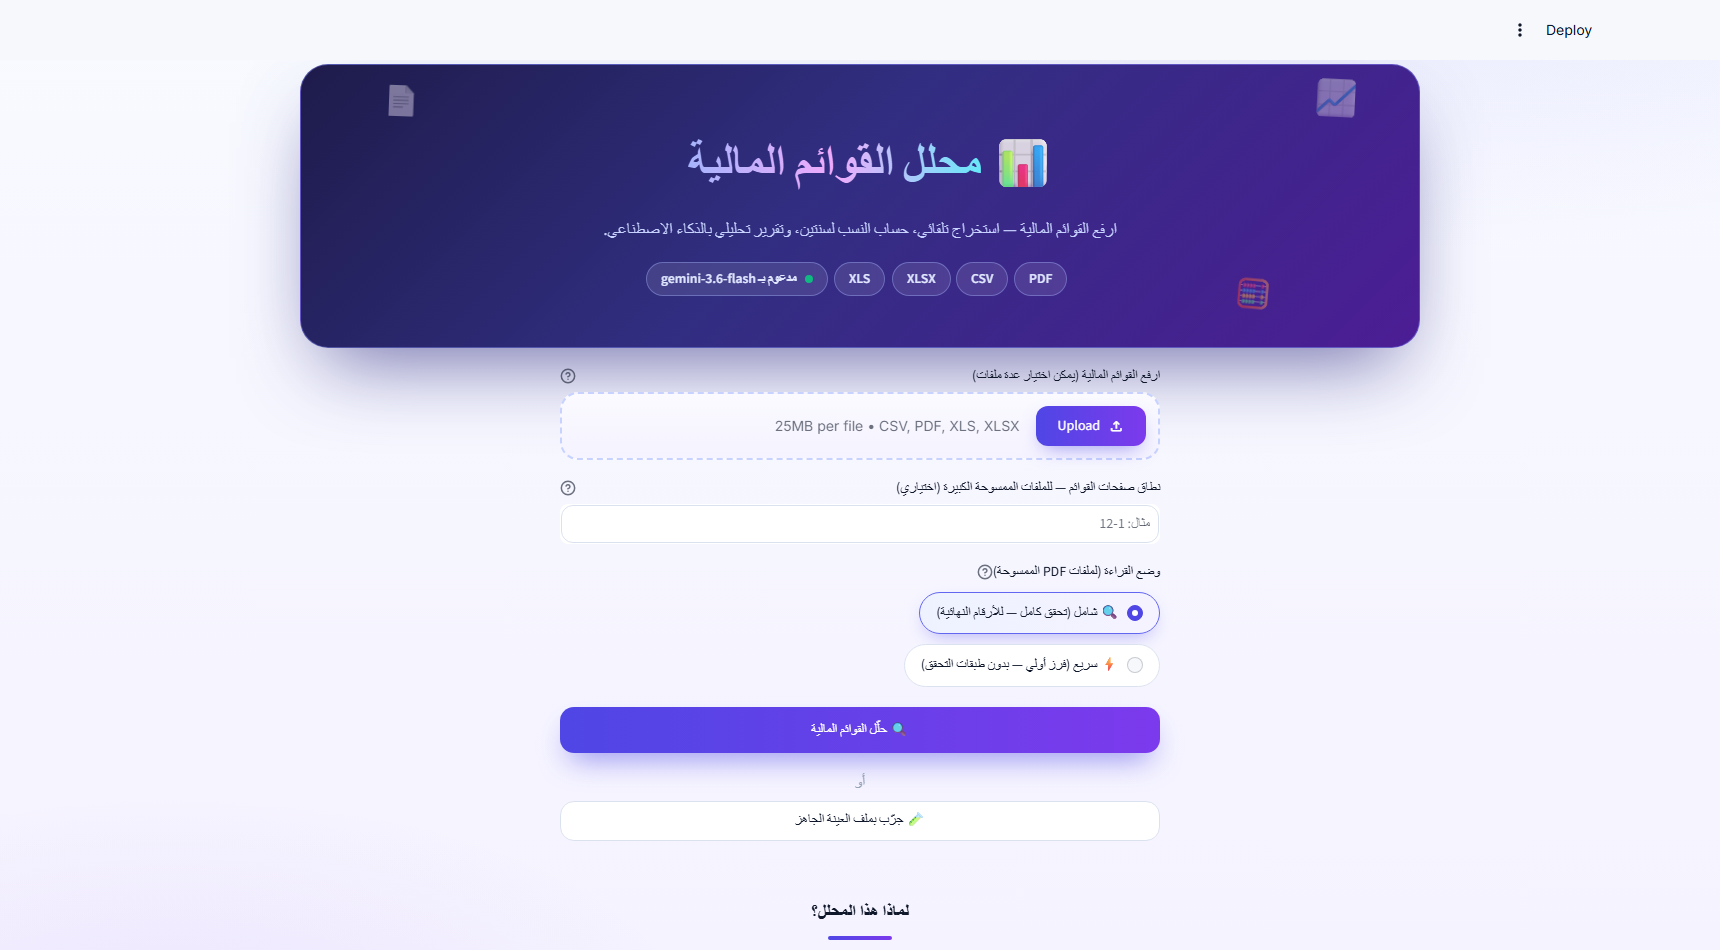 Deploy
محلل القوائم المالية
ارفع القوائم المالية — استخراج تلقائي، حساب النسب لسنتين، وتقرير تحليلي بالذكاء الاصطناعي.
PDF CSV XLSX XLS مدعوم بـ gemini-3.6-flash
ارفع القوائم المالية (يمكن اختيار عدة ملفات)
Upload 25MB per file • CSV, PDF, XLS, XLSX
نطاق صفحات القوائم — للملفات الممسوحة الكبيرة (اختياري)
مثال: 1-12
وضع القراءة (لملفات PDF الممسوحة)
شامل (تحقق كامل — للأرقام النهائية)
سريع (فرز أولي — بدون طبقات التحقق)
حلّل القوائم المالية
أو
جرّب بملف العينة الجاهز
لماذا هذا المحلل؟